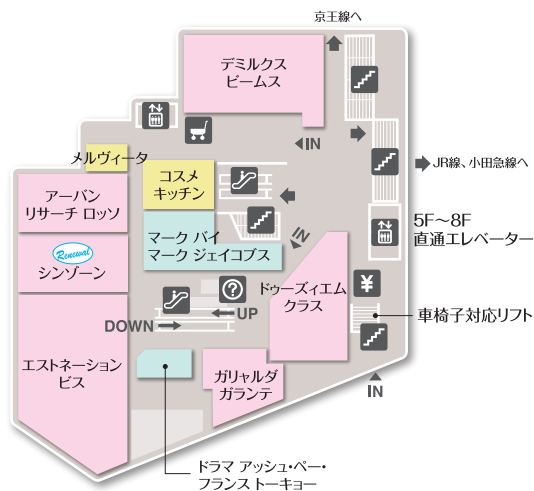 京王線へ
デミルクス
ビームス
IN
メルヴィータ
コスメ
キッチン
JR線、小田急線へ
アーバン
リサーチ ロッソ
5F〜8F
直通エレベーター
マーク バイ
マーク ジェイコブス
IN
Renewal
シンゾーン
?
ドゥーズィエム
クラス
¥
UP
DOWN
車椅子対応リフト
エストネーション
ビス
ガリャルダ
ガランテ
IN
ドラマ アッシュ・ペー・
フランス トーキョー